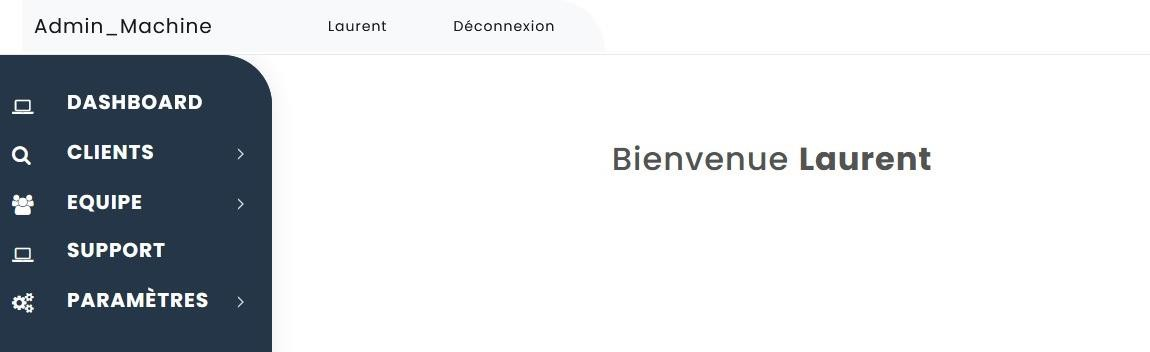 Admin_Machine Laurent Déconnexion
DASHBOARD
CLIENTS
Bienvenue Laurent
EQUIPE
SUPPORT
PARAMÈTRES